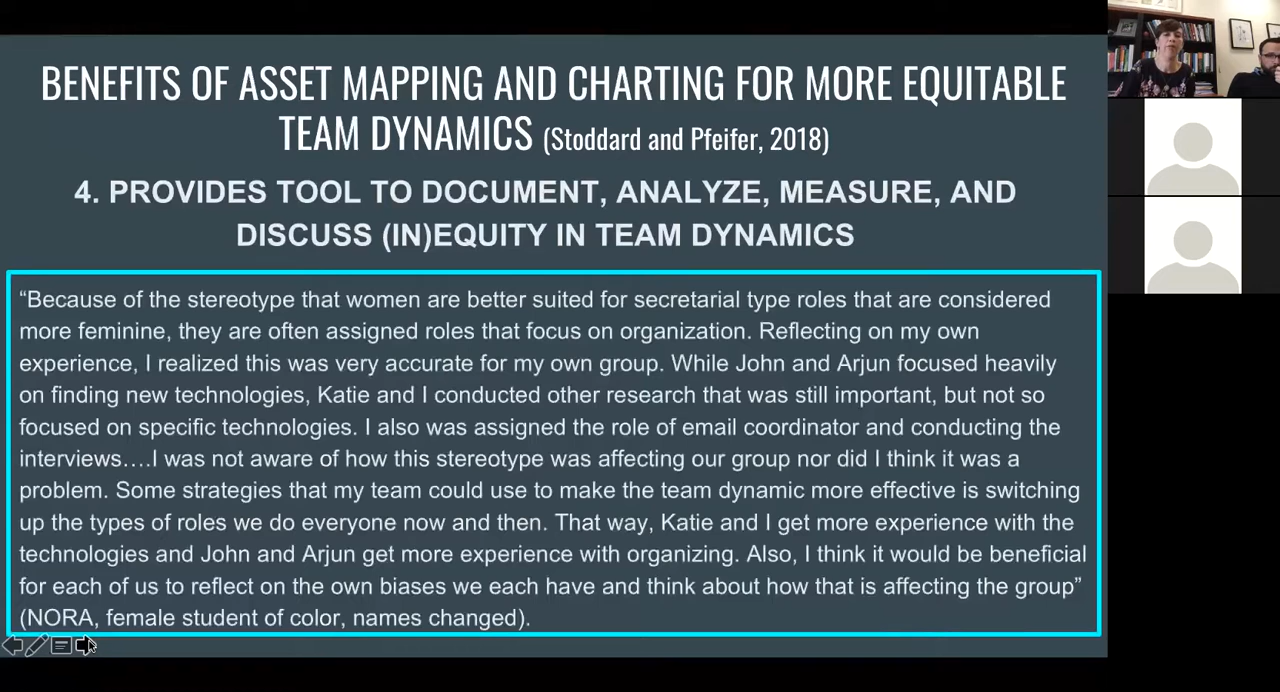 BENEFITS OF ASSET MAPPING AND CHARTING FOR MORE EQUITABLE
TEAM DYNAMICS (Stoddard and Pfeifer, 2018)
4. PROVIDES TOOL TO DOCUMENT, ANALYZE, MEASURE, AND
DISCUSS (IN)EQUITY IN TEAM DYNAMICS
“Because of the stereotype that women are better suited for secretarial type roles that are considered
more feminine, they are often assigned roles that focus on organization. Reflecting on my own
experience, I realized this was very accurate for my own group. While John and Arjun focused heavily
on finding new technologies, Katie and I conducted other research that was still important, but not so
focused on specific technologies. I also was assigned the role of email coordinator and conducting the
interviews….I was not aware of how this stereotype was affecting our group nor did I think it was a
problem. Some strategies that my team could use to make the team dynamic more effective is switching
up the types of roles we do everyone now and then. That way, Katie and I get more experience with the
technologies and John and Arjun get more experience with organizing. Also, I think it would be beneficial
for each of us to reflect on the own biases we each have and think about how that is affecting the group”
(NORA, female student of color, names changed).